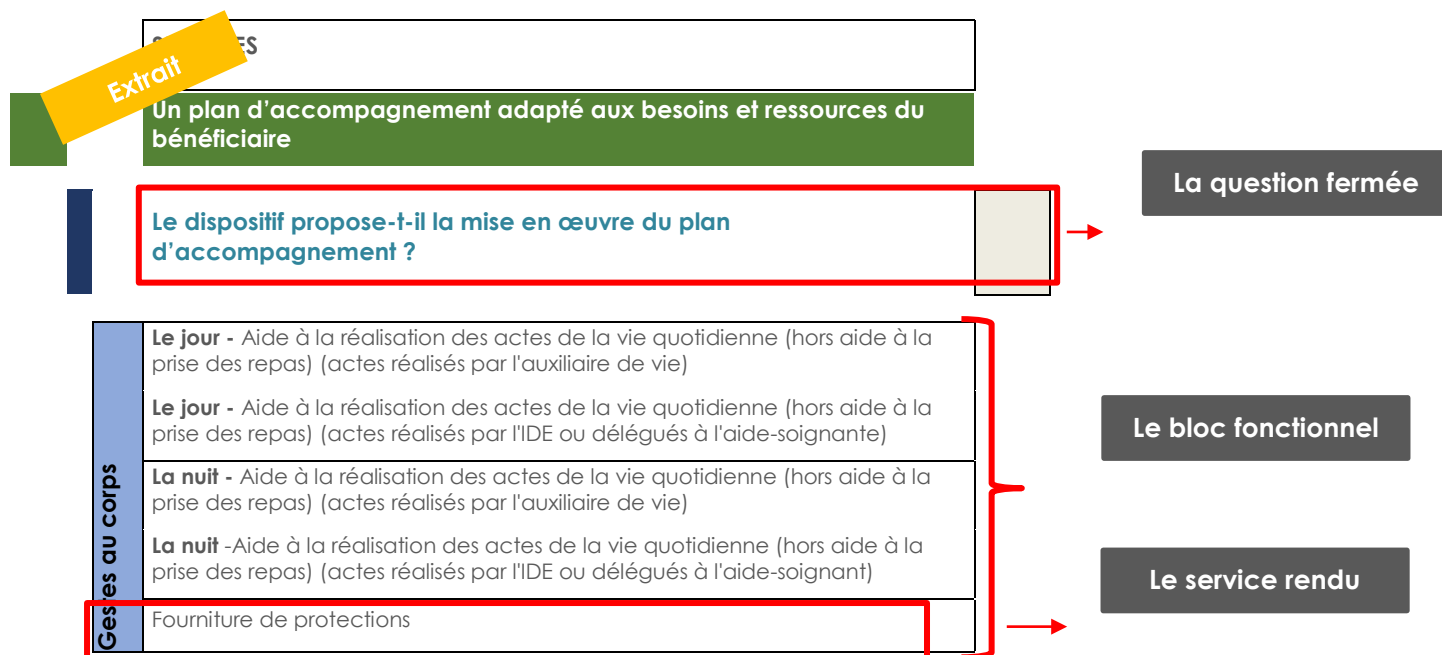 Extrait
Un plan d’accompagnement adapté aux besoins et ressources du
bénéficiaire
La question fermée
Le dispositif propose-t-il la mise en œuvre du plan
d’accompagnement ?
Gestes au corps
Le jour - Aide à la réalisation des actes de la vie quotidienne (hors aide à la
prise des repas) (actes réalisés par l'auxiliaire de vie)
Le jour - Aide à la réalisation des actes de la vie quotidienne (hors aide à la
prise des repas) (actes réalisés par l'IDE ou délégués à l'aide-soignante)
Le bloc fonctionnel
La nuit - Aide à la réalisation des actes de la vie quotidienne (hors aide à la
prise des repas) (actes réalisés par l'auxiliaire de vie)
La nuit -Aide à la réalisation des actes de la vie quotidienne (hors aide à la
prise des repas) (actes réalisés par l'IDE ou délégués à l'aide-soignant)
Le service rendu
Fourniture de protections